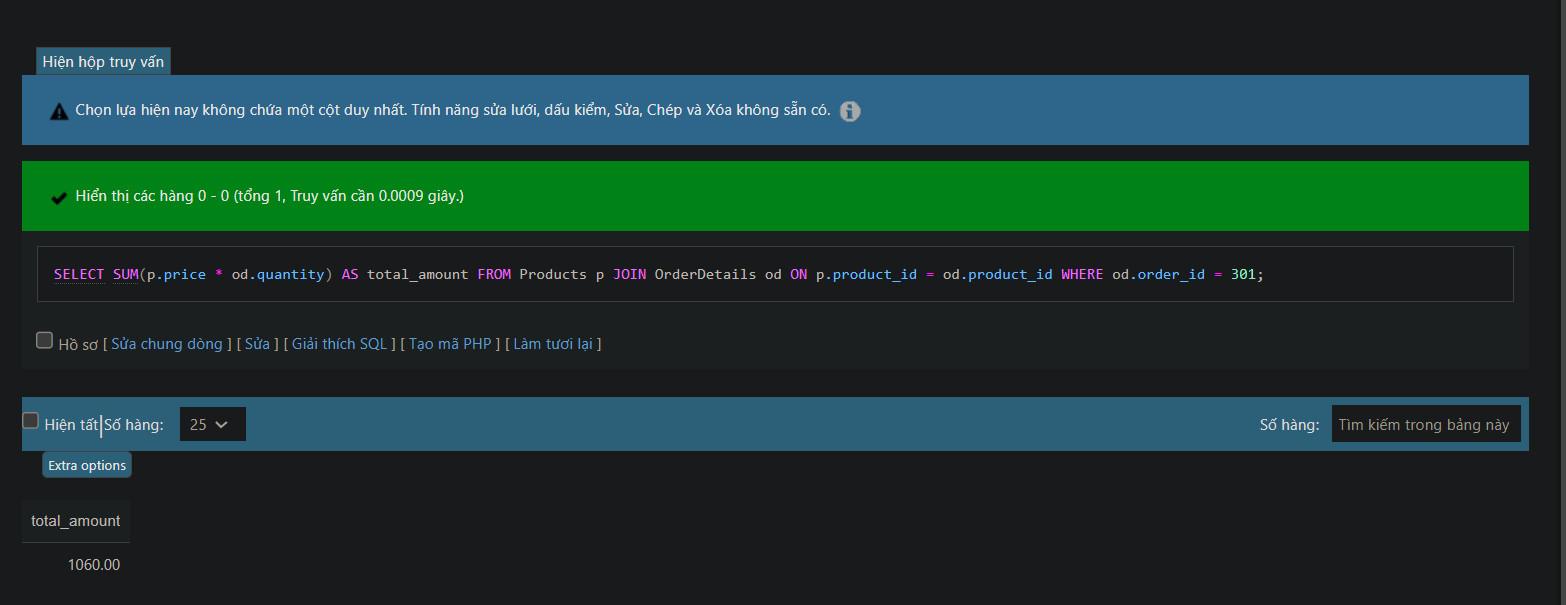 Hiện hộp truy vấn
Chọn lựa hiện nay không chứa một cột duy nhất. Tính năng sửa lưới, dấu kiểm, Sửa, Chép và Xóa không sẵn có.
Hiển thị các hàng 0 - 0 (tổng 1, Truy vấn cần 0.0009 giây.)
SELECT SUM(p.price * od.quantity) AS total_amount FROM Products p JOIN OrderDetails od ON p.product_id = od.product_id WHERE od.order_id = 301;
Hồ sơ [ Sửa chung dòng ] [ Sửa ] [ Giải thích SQL ] [ Tạo mã PHP ] [ Làm tươi lại ]
Hiện tất Số hàng: 25 Số hàng: Tìm kiếm trong bảng này
Extra options
total_amount
1060.00